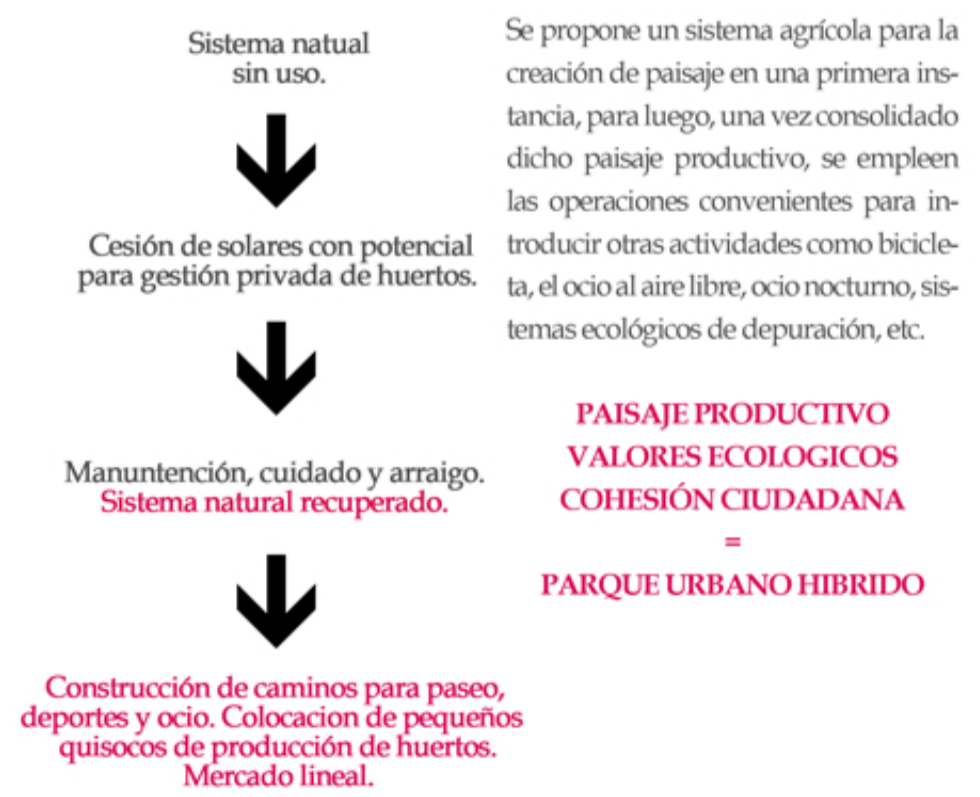 Sistema natual
sin uso.
Cesión de solares con potencial
para gestión privada de huertos.
Manuntención, cuidado y arraigo.
Sistema natural recuperado.
Construcción de caminos para paseo,
deportes y ocio. Colocacion de pequeños
quisocos de producción de huertos.
Mercado lineal.
Se propone un sistema agrícola para la
creación de paisaje en una primera ins-
tancia, para luego, una vez consolidado
dicho paisaje productivo, se empleen
las operaciones convenientes para in-
troducir otras actividades como bicicle-
ta, el ocio al aire libre, ocio nocturno, sis-
temas ecológicos de depuración, etc.
PAISAJE PRODUCTIVO
VALORES ECOLOGICOS
COHESIÓN CIUDADANA
=
PARQUE URBANO HIBRIDO